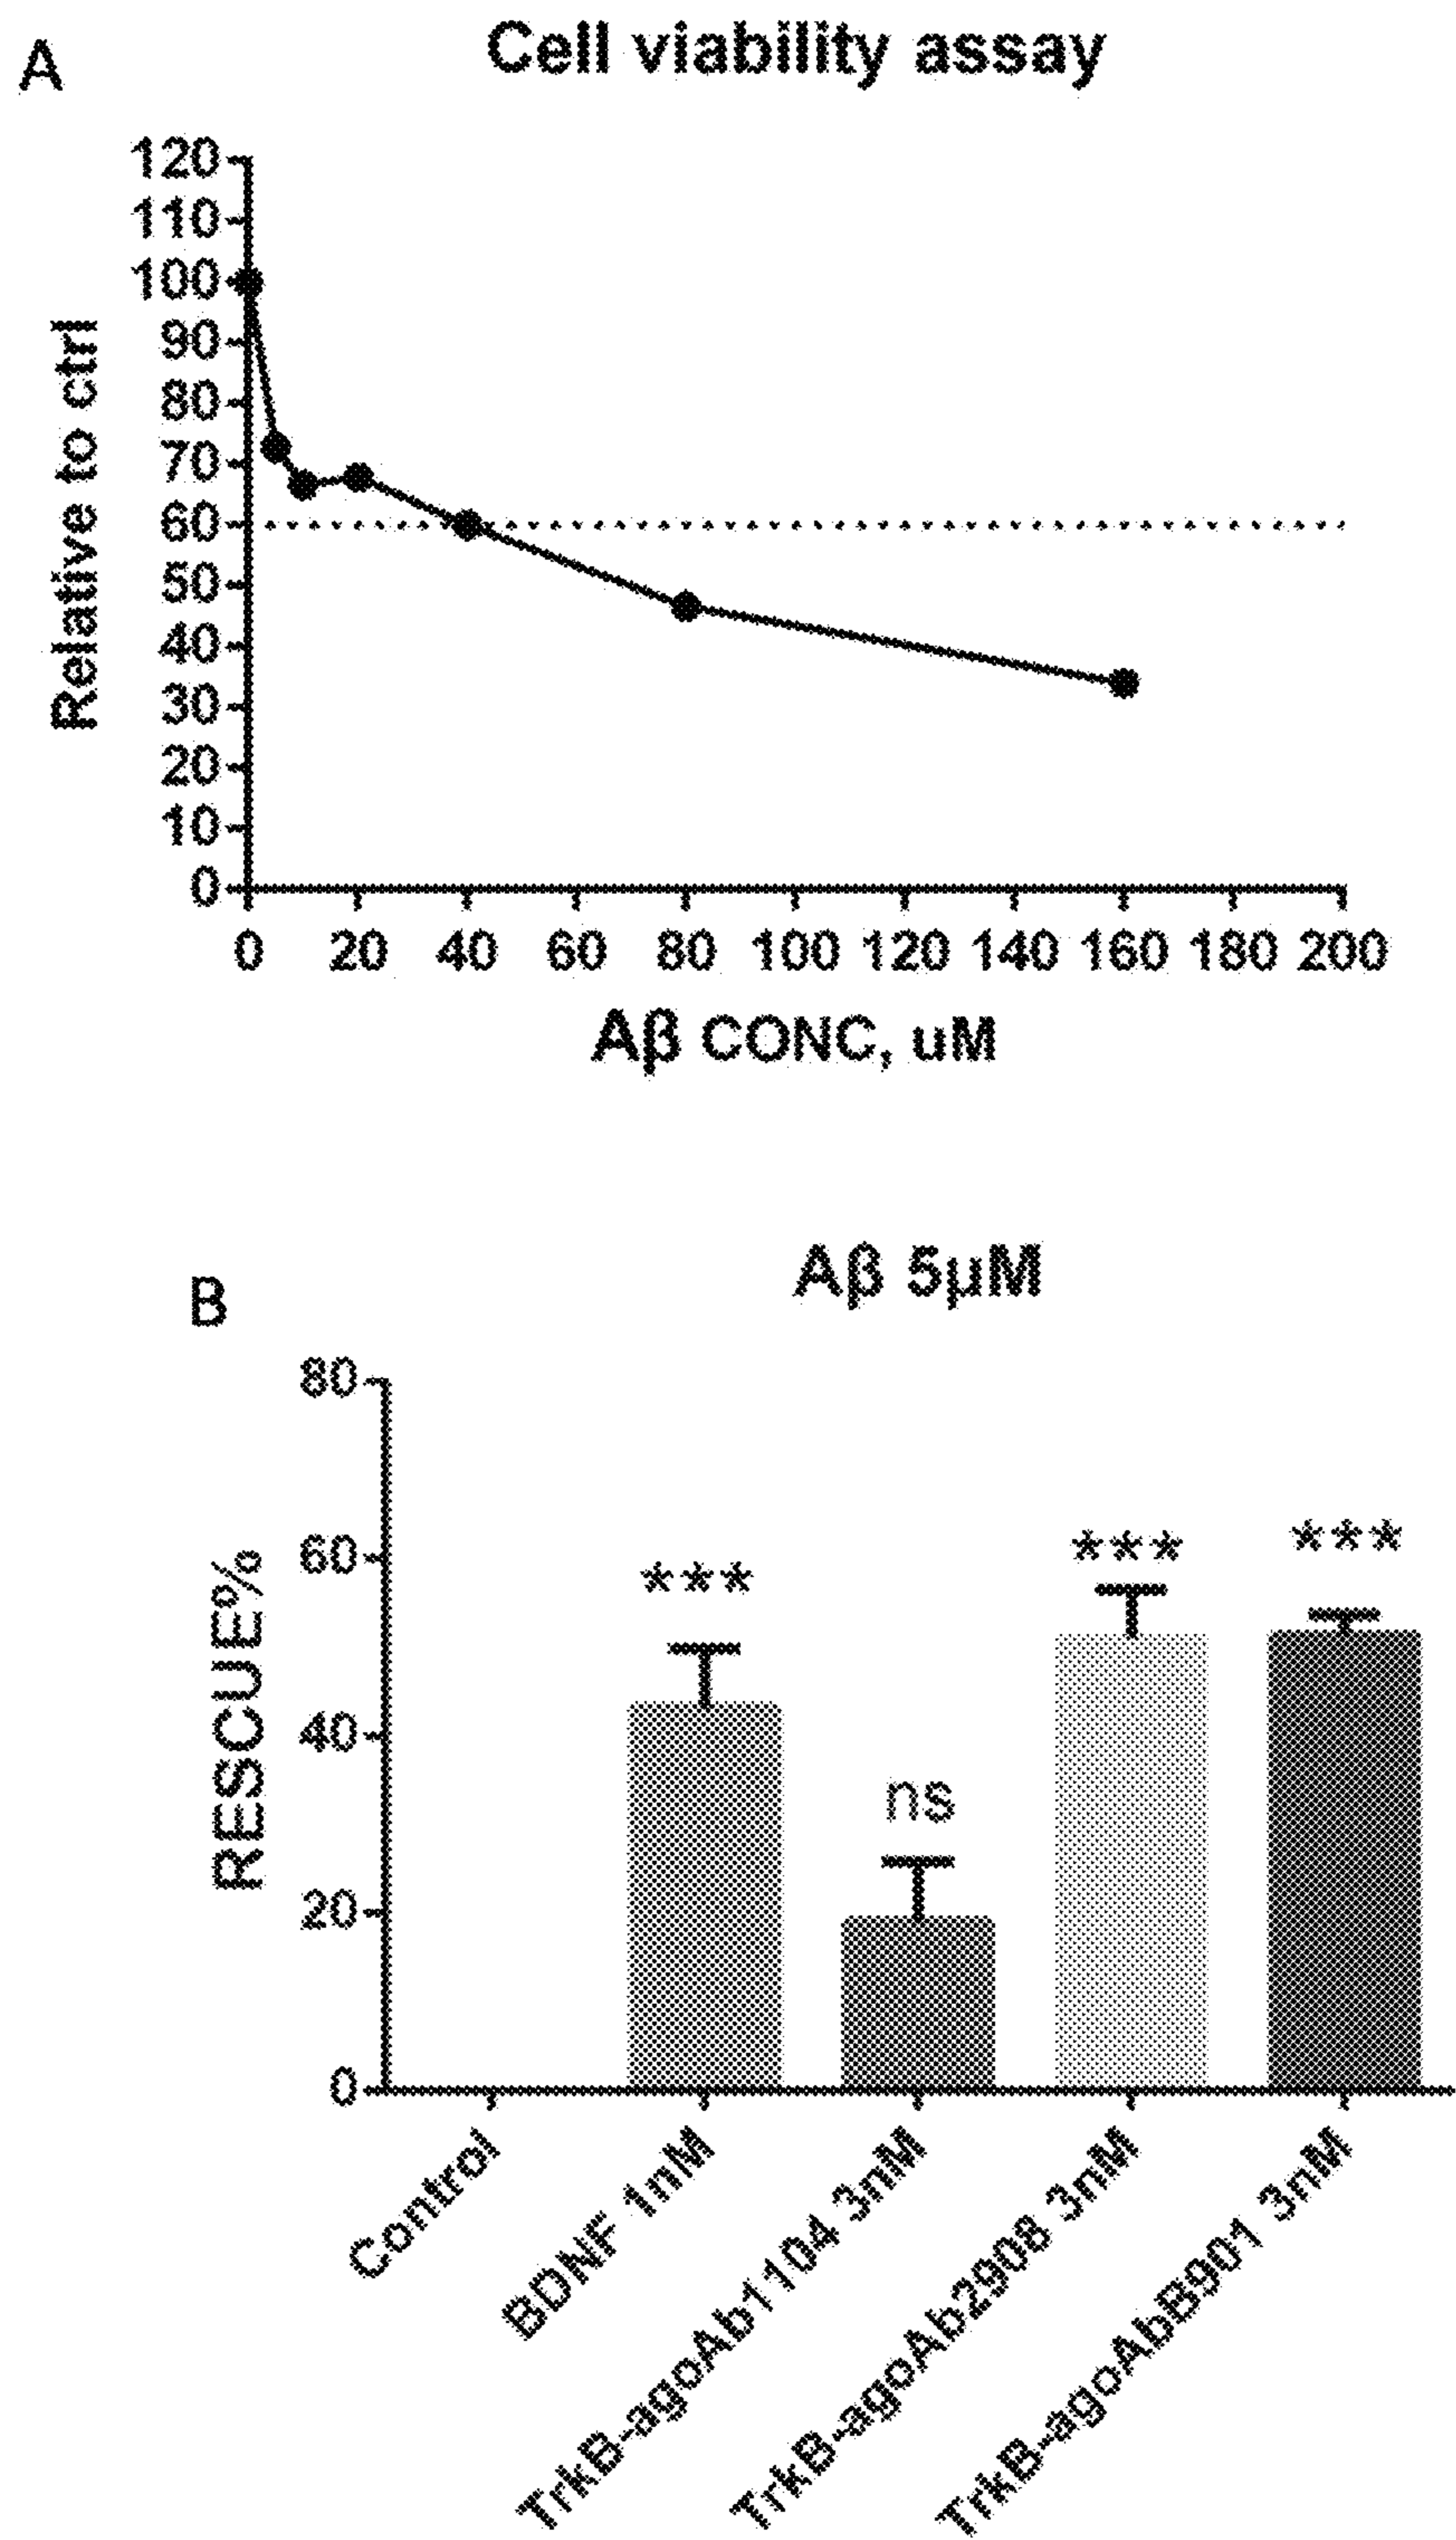 A
Cell viability assay
120
110
100
90
80
70
60
50
40
30
20
10
0
Relative to ctrl
0 20 40 60 80 100 120 140 160 180 200
Aβ CONC, uM
B
Aβ 5μM
80
60
40
20
0
RESCUE%
***
ns
***
***
Control
BDNF 1nM
TrkB-agoAb1104 3nM
TrkB-agoAb2908 3nM
TrkB-agoAbB901 3nM